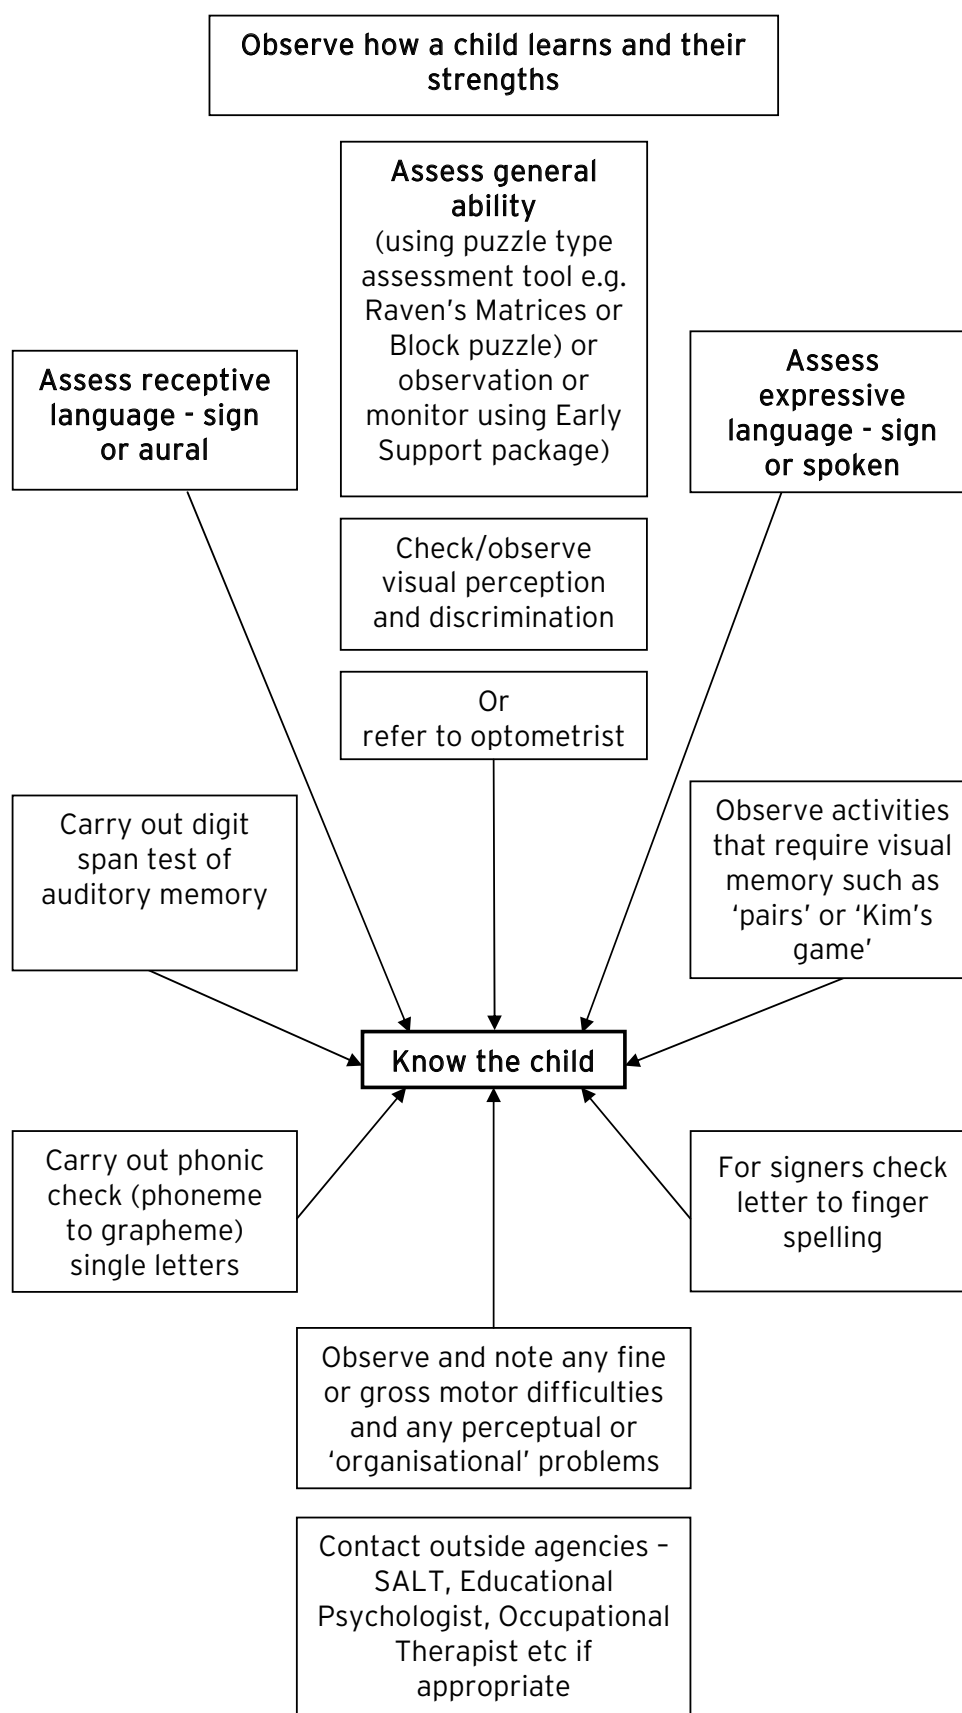 Observe how a child learns and their
strengths
Assess general
ability
(using puzzle type
assessment tool e.g.
Raven's Matrices or
Block puzzle) or
observation or
monitor using Early
Support package)
Assess receptive
language - sign
or aural
Assess
expressive
language - sign
or spoken
Check/observe
visual perception
and discrimination
Or
refer to optometrist
Carry out digit
span test of
auditory memory
Observe activities
that require visual
memory such as
‘pairs’ or ‘Kim's
game’
Know the child
Carry out phonic
check (phoneme
to grapheme)
single letters
For signers check
letter to finger
spelling
Observe and note any fine
or gross motor difficulties
and any perceptual or
‘organisational’ problems
Contact outside agencies –
SALT, Educational
Psychologist, Occupational
Therapist etc if
appropriate